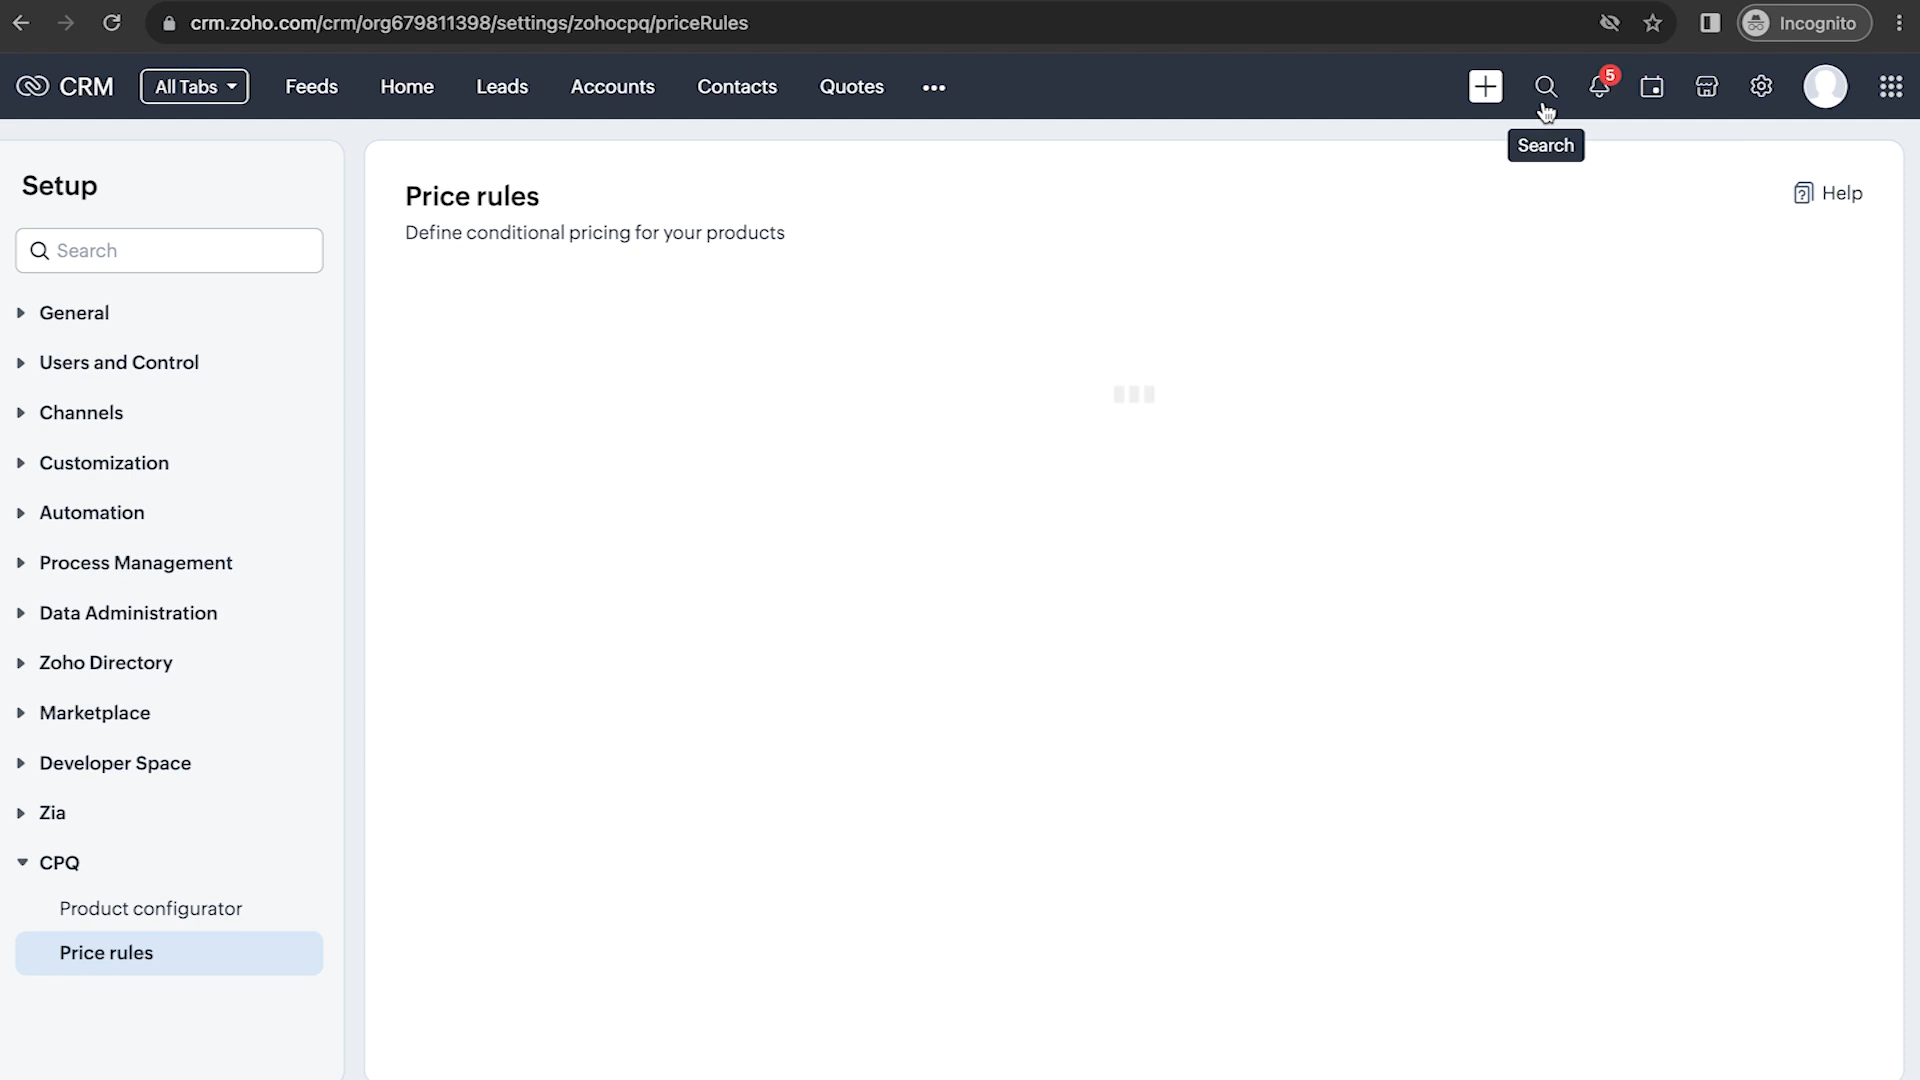 crm.zoho.com/crm/org679811398/settings/zohocpq/priceRules
Incognito
CRM
All Tabs
Feeds
Home
Leads
Accounts
Contacts
Quotes
5
Search
Setup
Search
General
Users and Control
Channels
Customization
Automation
Process Management
Data Administration
Zoho Directory
Marketplace
Developer Space
Zia
CPQ
Product configurator
Price rules
Price rules
Help
Define conditional pricing for your products